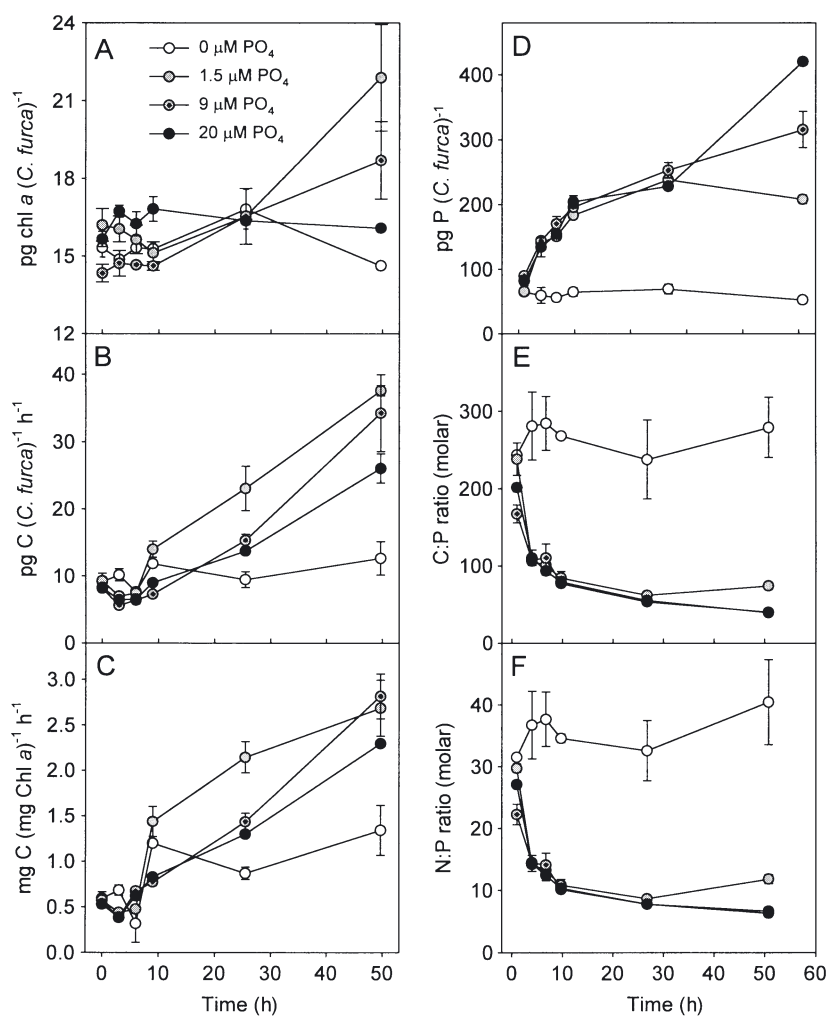 A
0 μM PO4
1.5 μM PO4
9 μM PO4
20 μM PO4
24
21
18
15
12
pg chl a (C. furca)-1
B
40
30
20
10
0
pg C (C. furca)-1 h-1
C
3.0
2.5
2.0
1.5
1.0
0.5
0.0
mg C (mg Chl a)-1 h-1
0 10 20 30 40 50
Time (h)
D
400
300
200
100
0
pg P (C. furca)-1
E
300
200
100
0
C:P ratio (molar)
F
40
30
20
10
0
N:P ratio (molar)
0 10 20 30 40 50 60
Time (h)